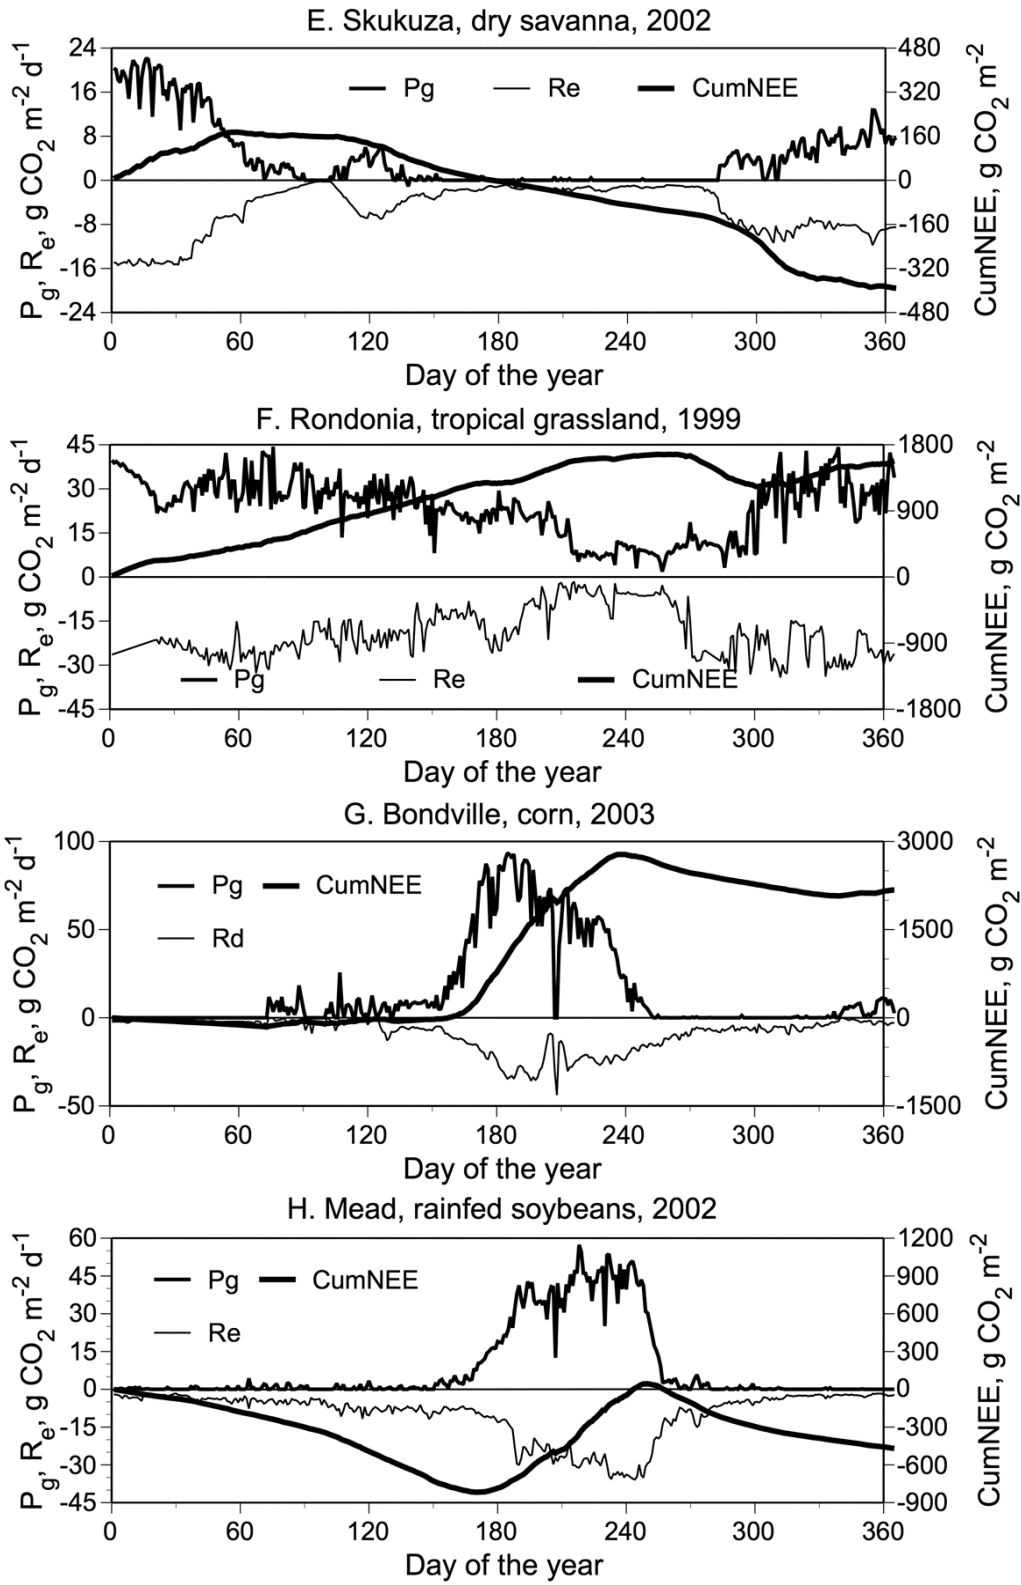 E. Skukuza, dry savanna, 2002
24 480
16 320
8 160
0 0
-8 -160
-16 -320
-24 -480
Pg Re CumNEE
Pg, Re, g CO2 m-2 d-1
CumNEE, g CO2 m-2
0 60 120 180 240 300 360
Day of the year
F. Rondonia, tropical grassland, 1999
45 1800
30
15 900
0 0
-15
-30 -900
-45 -1800
Pg Re CumNEE
Pg, Re, g CO2 m-2 d-1
CumNEE, g CO2 m-2
0 60 120 180 240 300 360
Day of the year
G. Bondville, corn, 2003
100 3000
50 1500
0 0
-50 -1500
Pg CumNEE
Rd
Pg, Re, g CO2 m-2 d-1
CumNEE, g CO2 m-2
0 60 120 180 240 300 360
Day of the year
H. Mead, rainfed soybeans, 2002
60 1200
45 900
30 600
15 300
0 0
-15 -300
-30 -600
-45 -900
Pg CumNEE
Re
Pg, Re, g CO2 m-2 d-1
CumNEE, g CO2 m-2
0 60 120 180 240 300 360
Day of the year